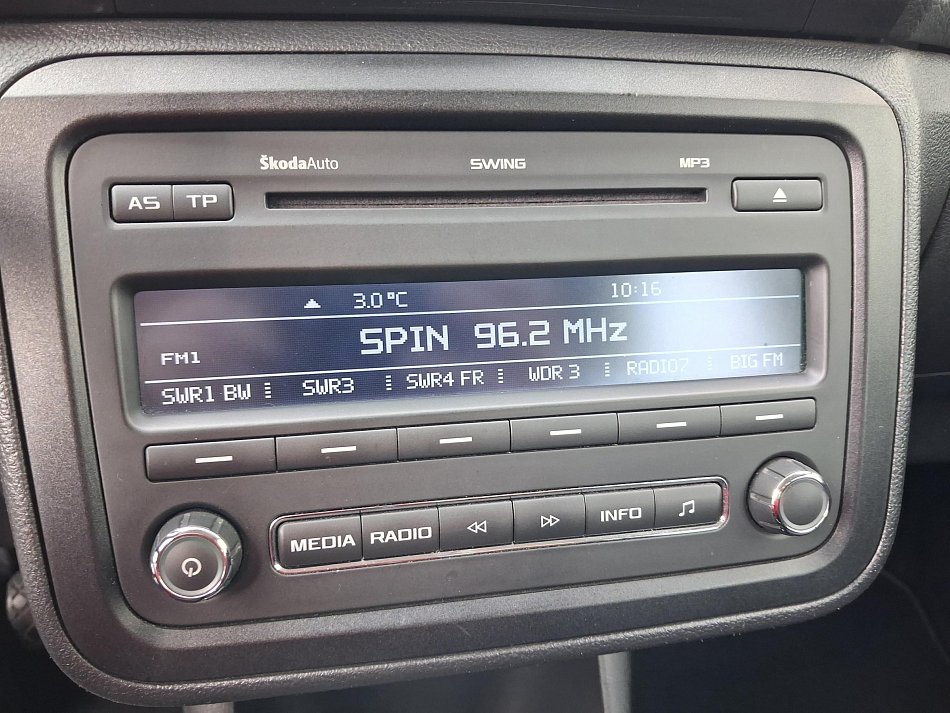 ŠkodaAuto SWING MP3
AS TP
3.0°C 10:16
SPIN 96.2 MHz
FM1
SWR1 BW SWR3 SWR4 FR WDR 3 RADIO7 BIG FM
MEDIA RADIO INFO